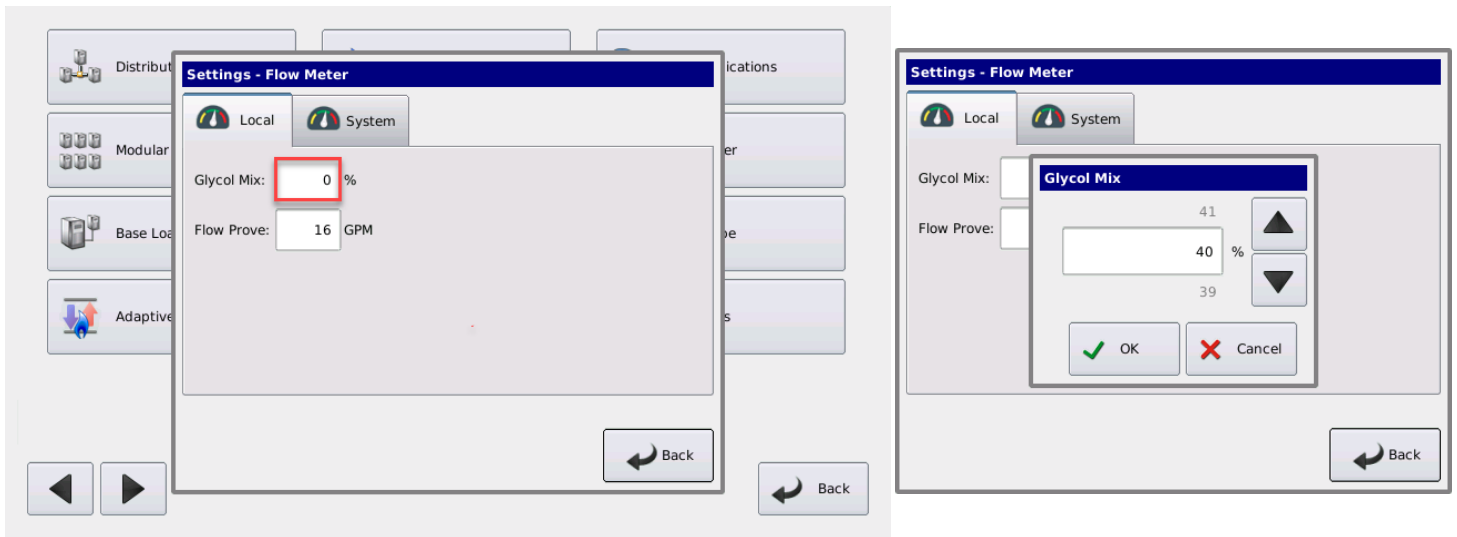 Distribut
ications
Modular
er
Base Loa
pe
Adaptive
s
Settings - Flow Meter
Local
System
Glycol Mix: 0 %
Flow Prove: 16 GPM
Back
Back
Settings - Flow Meter
Local
System
Glycol Mix:
Flow Prove:
Glycol Mix
41
40 %
39
OK
Cancel
Back